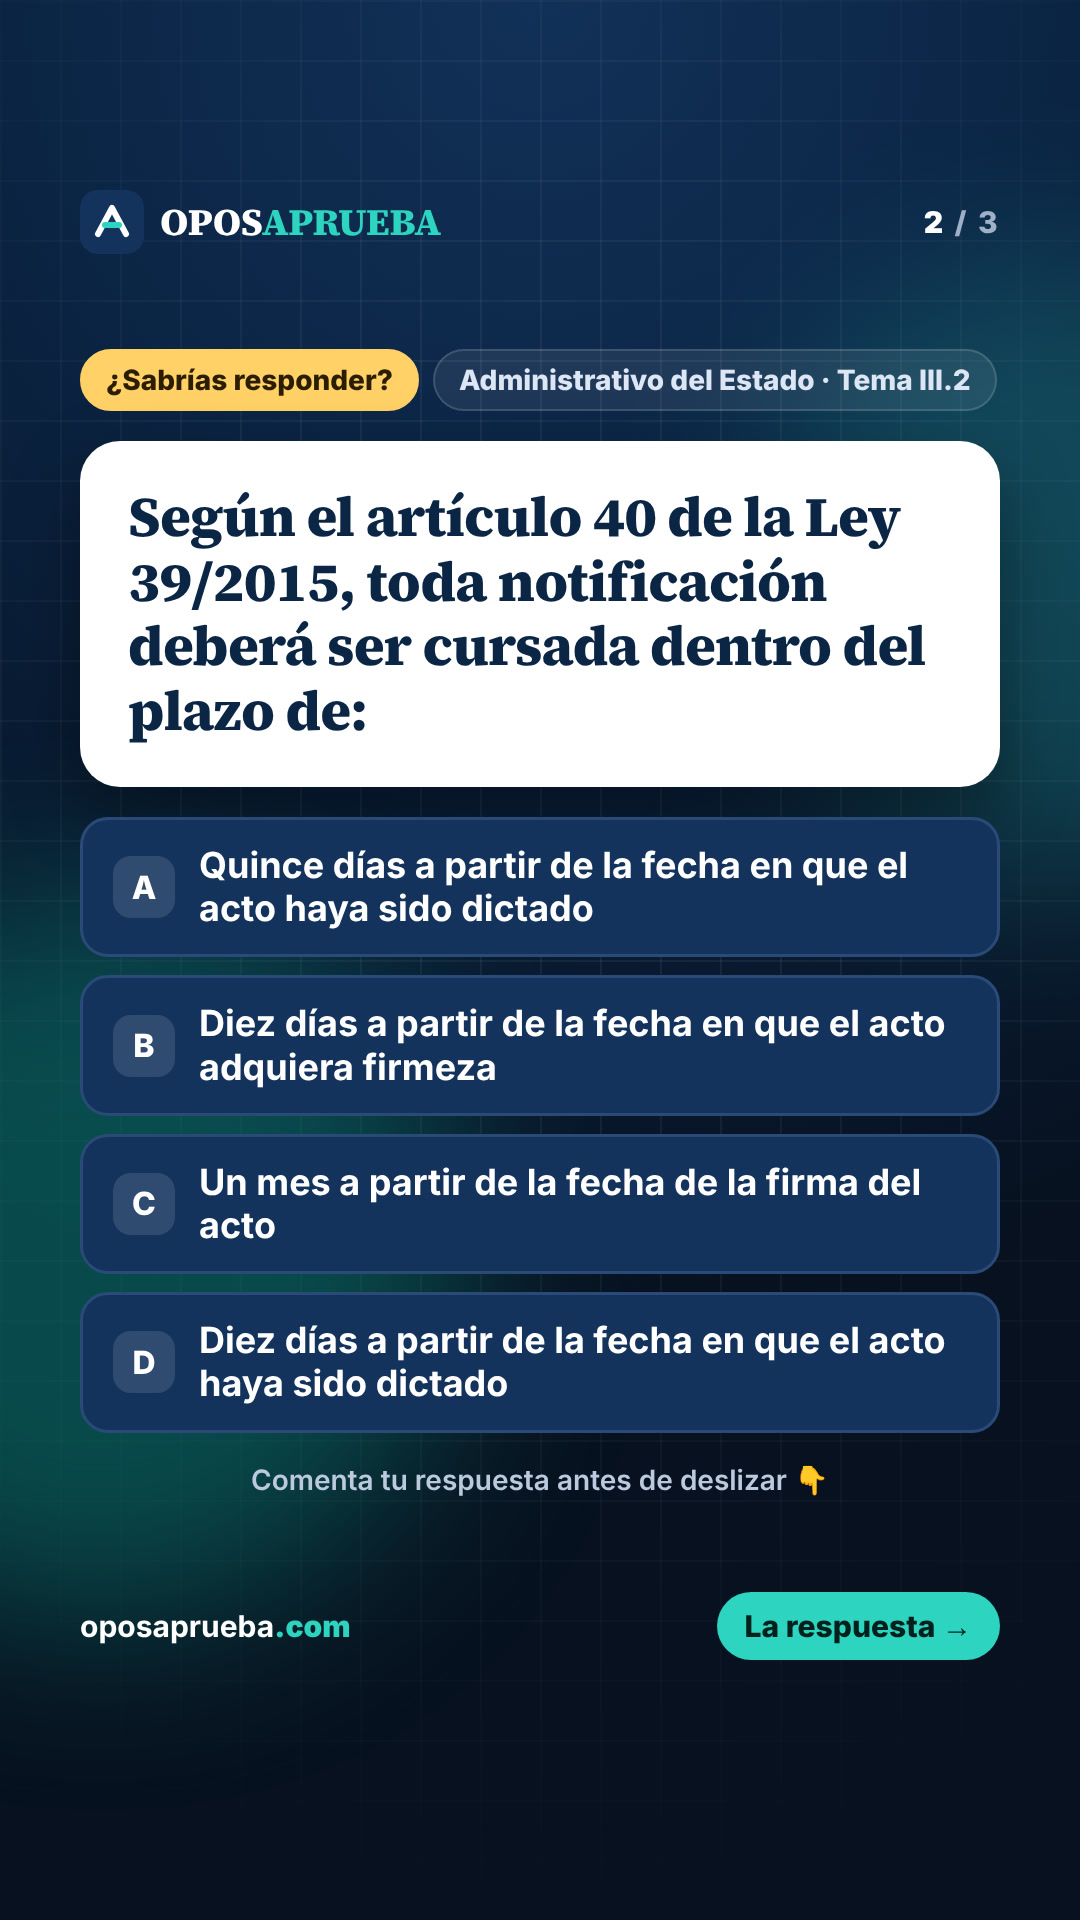 OPOSAPRUEBA
2 / 3
¿Sabrías responder?
Administrativo del Estado · Tema III.2
Según el artículo 40 de la Ley
39/2015, toda notificación
deberá ser cursada dentro del
plazo de:
A
Quince días a partir de la fecha en que el
acto haya sido dictado
B
Diez días a partir de la fecha en que el acto
adquiera firmeza
C
Un mes a partir de la fecha de la firma del
acto
D
Diez días a partir de la fecha en que el acto
haya sido dictado
Comenta tu respuesta antes de deslizar 👇
oposaprueba.com
La respuesta →